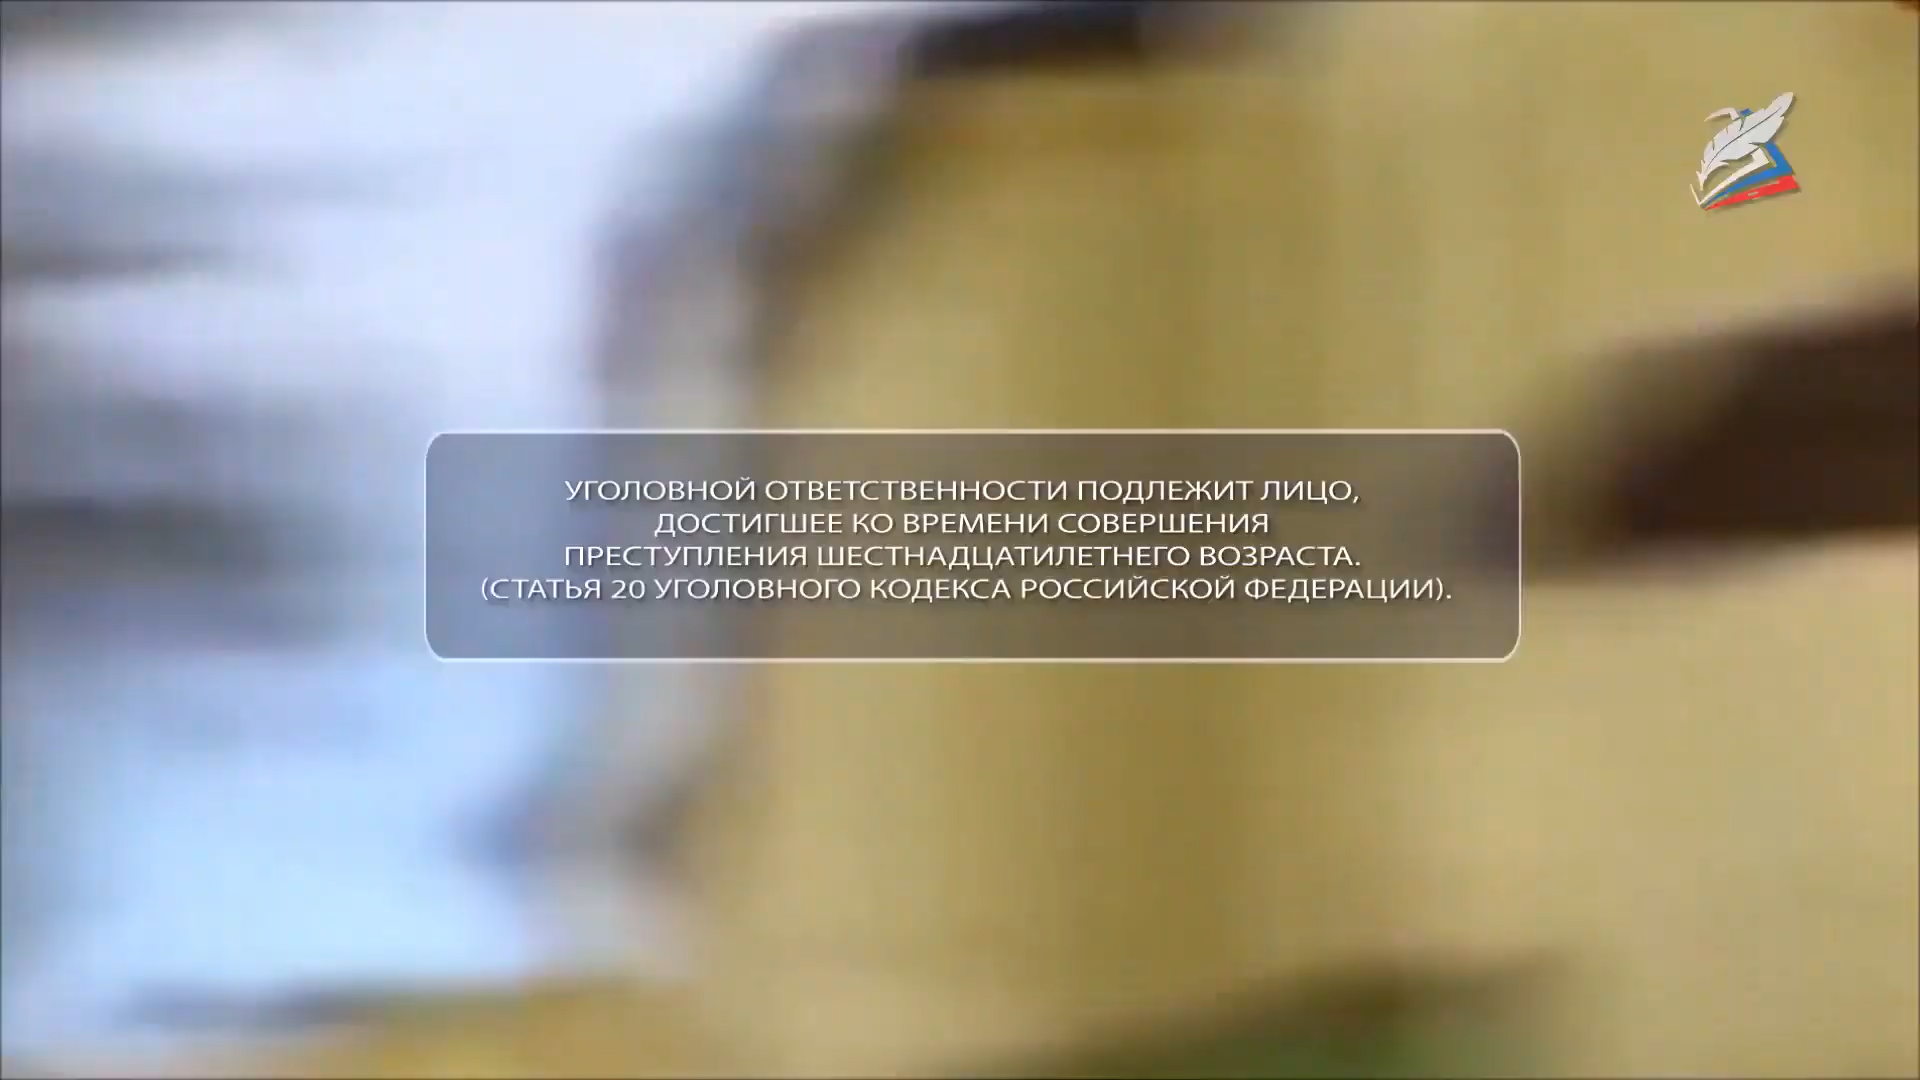 УГОЛОВНОЙ ОТВЕТСТВЕННОСТИ ПОДЛЕЖИТ ЛИЦО,
ДОСТИГШЕЕ КО ВРЕМЕНИ СОВЕРШЕНИЯ
ПРЕСТУПЛЕНИЯ ШЕСТНАДЦАТИЛЕТНЕГО ВОЗРАСТА.
(СТАТЬЯ 20 УГОЛОВНОГО КОДЕКСА РОССИЙСКОЙ ФЕДЕРАЦИИ).